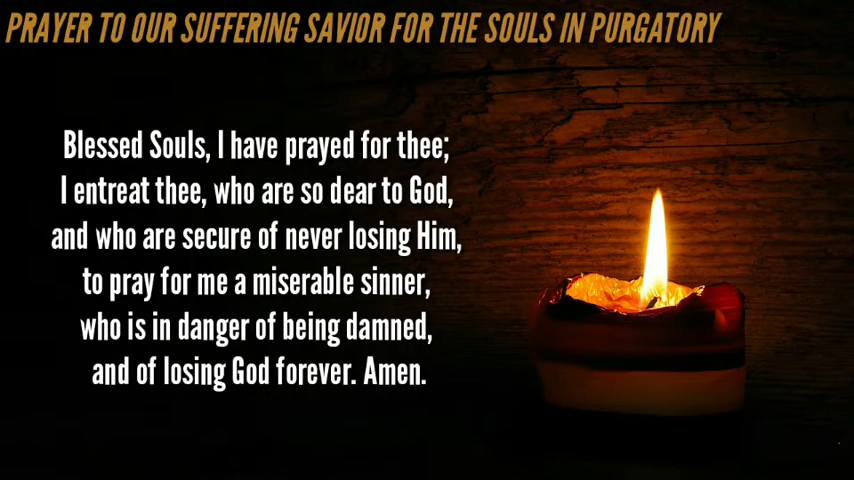 PRAYER TO OUR SUFFERING SAVIOR FOR THE SOULS IN PURGATORY
Blessed Souls, I have prayed for thee;
I entreat thee, who are so dear to God,
and who are secure of never losing Him,
to pray for me a miserable sinner,
who is in danger of being damned,
and of losing God forever. Amen.